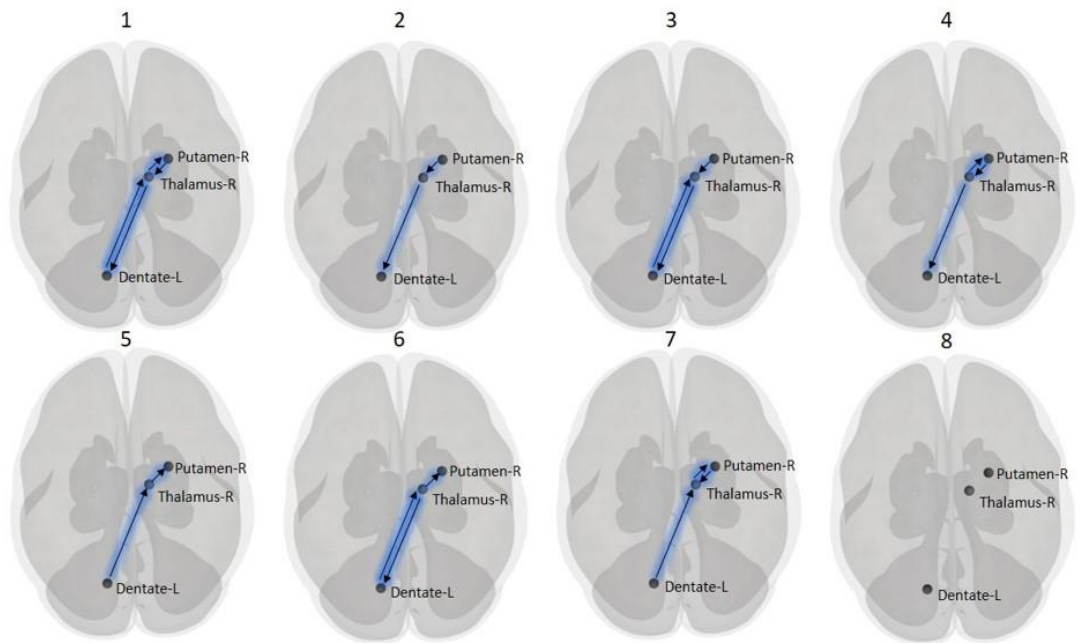 1
2
3
4
Putamen-R
Thalamus-R
Dentate-L
Putamen-R
Thalamus-R
Dentate-L
Putamen-R
Thalamus-R
Dentate-L
Putamen-R
Thalamus-R
Dentate-L
5
6
7
8
Putamen-R
Thalamus-R
Dentate-L
Putamen-R
Thalamus-R
Dentate-L
Putamen-R
Thalamus-R
Dentate-L
Putamen-R
Thalamus-R
Dentate-L